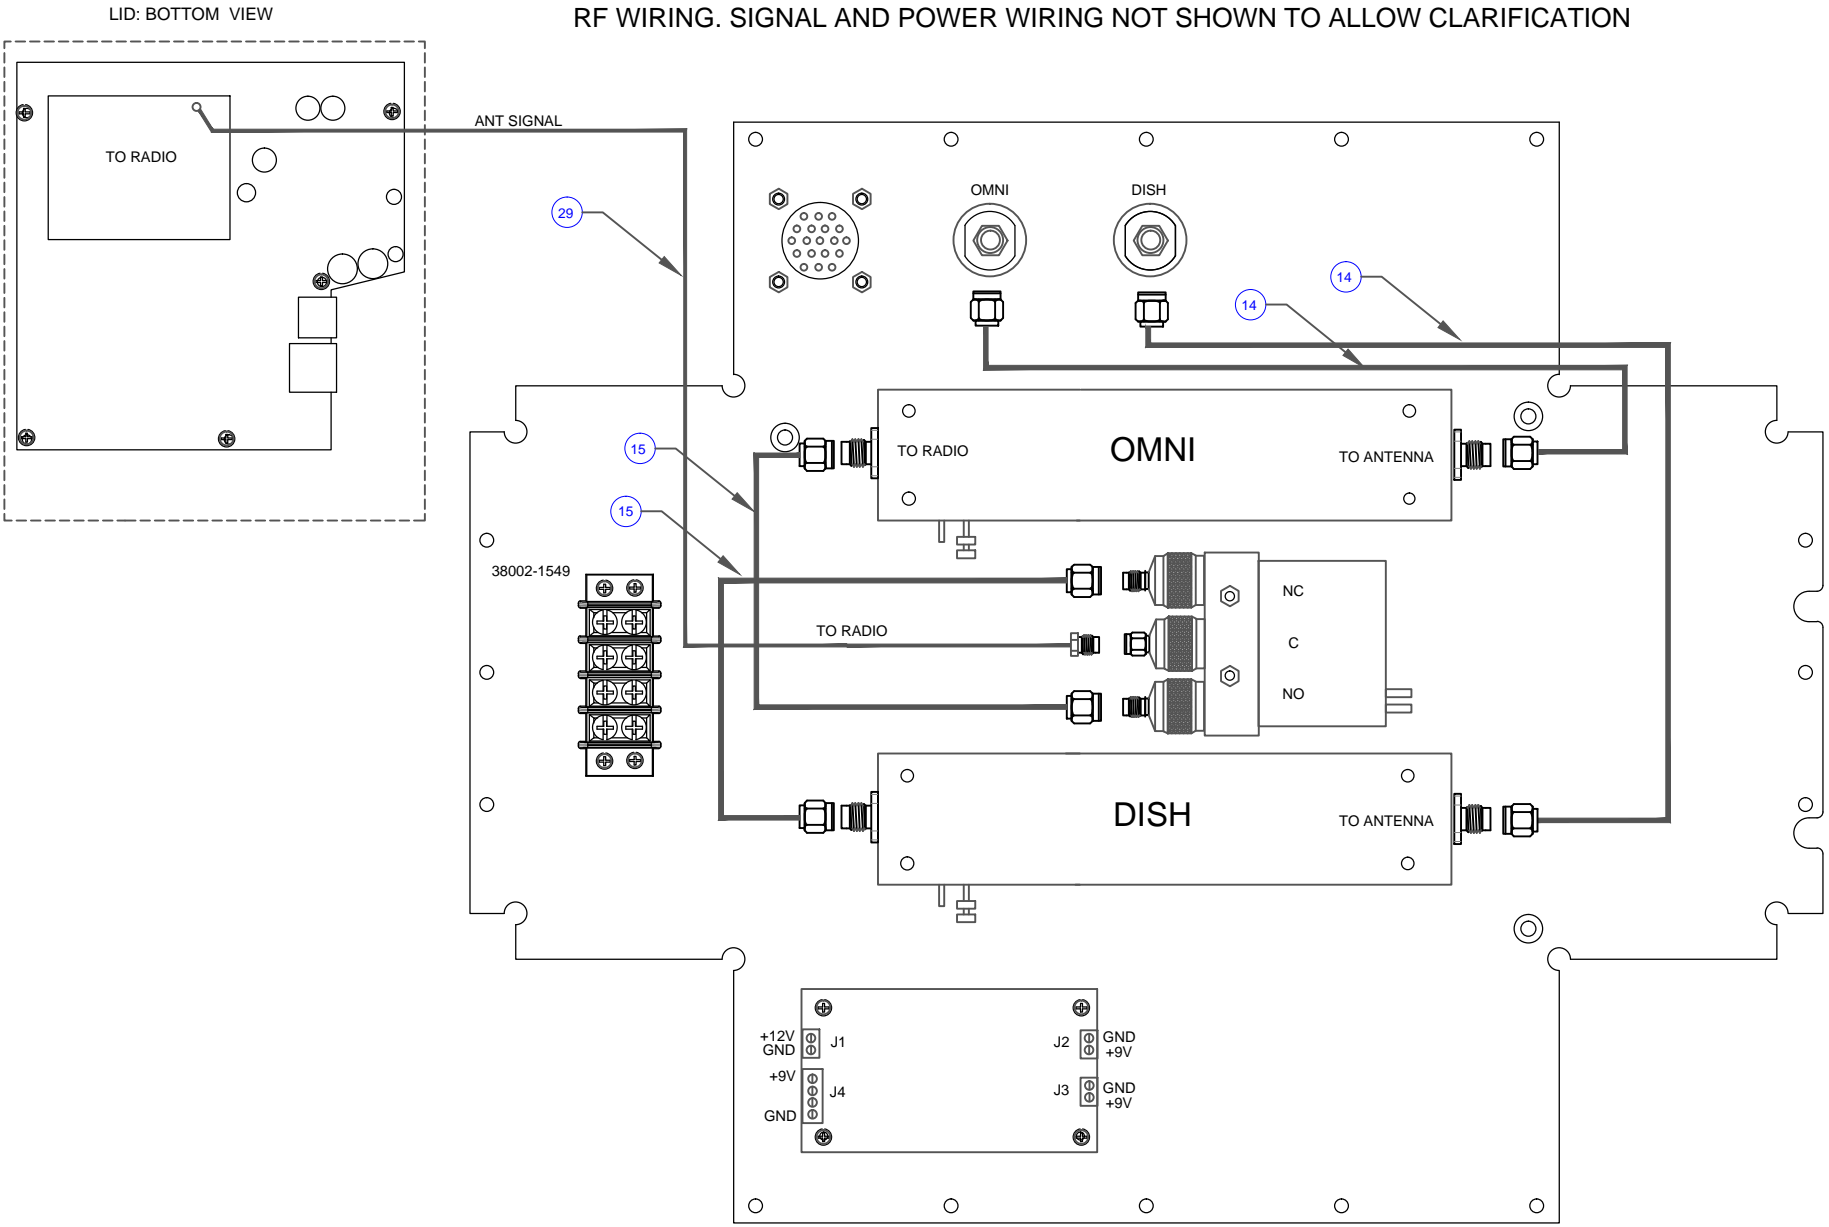 LID: BOTTOM VIEW
RF WIRING. SIGNAL AND POWER WIRING NOT SHOWN TO ALLOW CLARIFICATION
ANT SIGNAL
TO RADIO
OMNI
DISH
29
14
14
15
TO RADIO
OMNI
TO ANTENNA
15
38002-1549
NC
TO RADIO
C
NO
DISH
TO ANTENNA
+12V
GND
J1
J2
GND
+9V
+9V
GND
J4
J3
GND
+9V